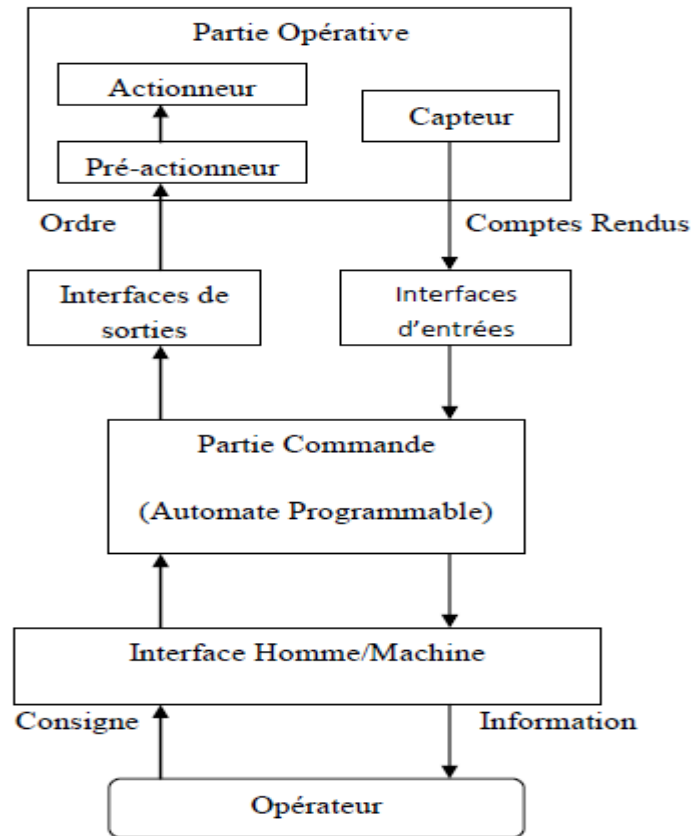 Partie Opérative
Actionneur
Capteur
Pré-actionneur
Ordre
Comptes Rendus
Interfaces de
sorties
Interfaces
d'entrées
Partie Commande
(Automate Programmable)
Interface Homme/Machine
Consigne
Information
Opérateur